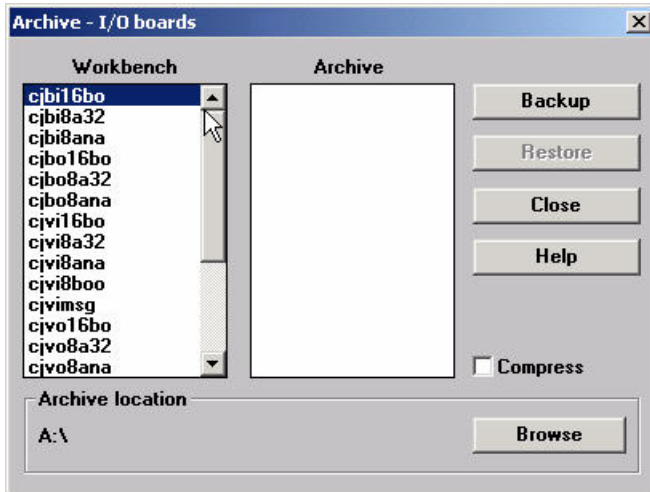 Archive - I/O boards
Workbench
Archive
cjbi16bo
cjbi8a32
cjbi8ana
cjbo16bo
cjbo8a32
cjbo8ana
cjvi16bo
cjvi8a32
cjvi8ana
cjvi8boo
cjvimsg
cjvo16bo
cjvo8a32
cjvo8ana
Backup
Restore
Close
Help
Compress
Archive location
A:\
Browse